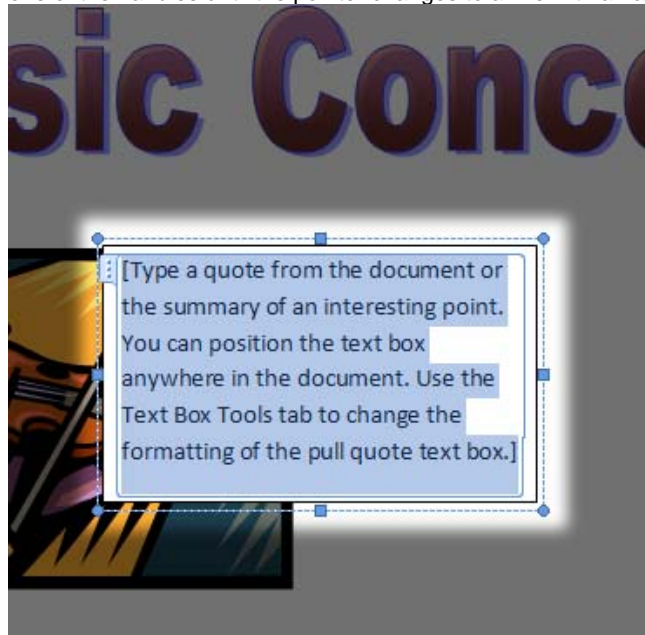 sic Conce
[Type a quote from the document or
the summary of an interesting point.
You can position the text box
anywhere in the document. Use the
Text Box Tools tab to change the
formatting of the pull quote text box.]